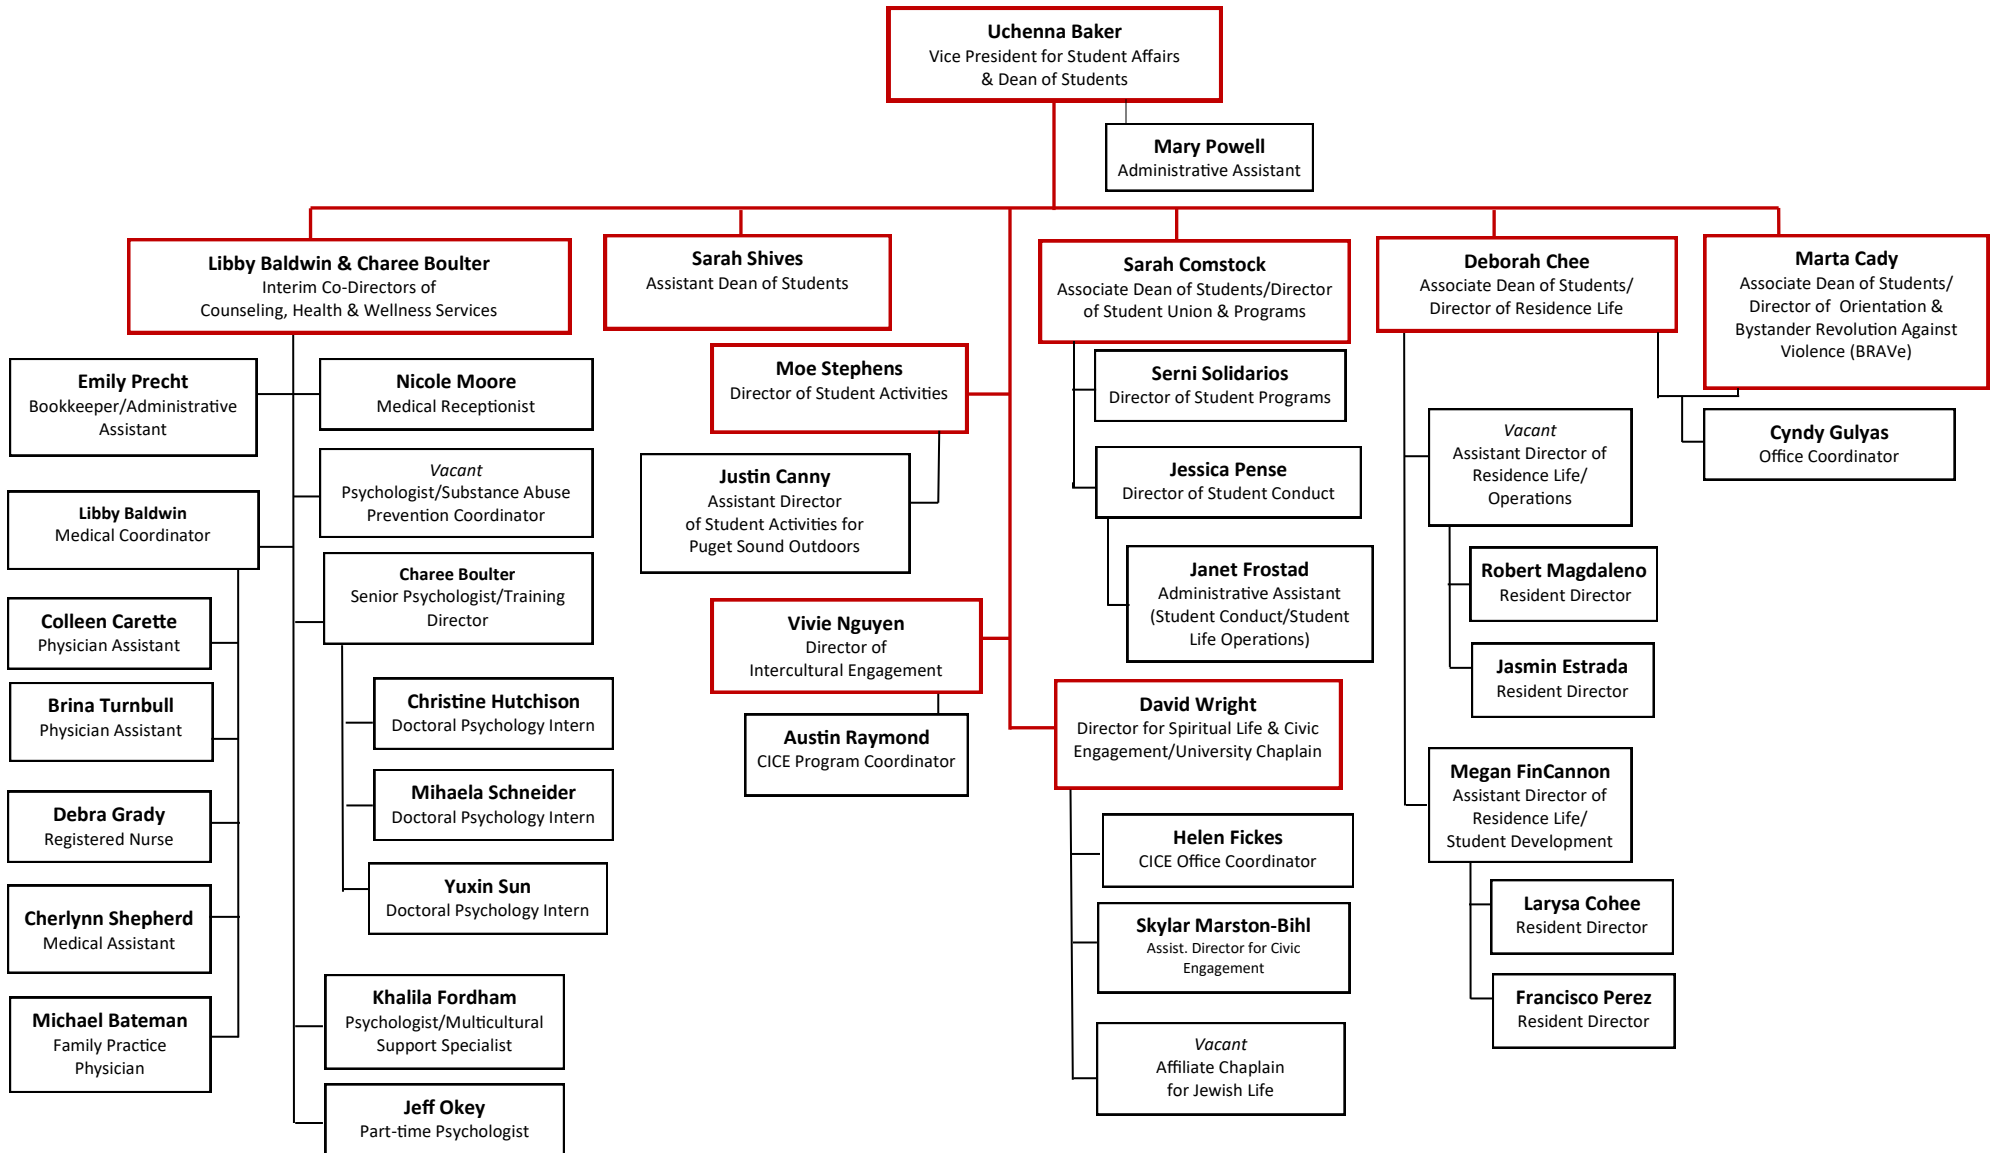 Uchenna Baker
Vice President for Student Affairs
& Dean of Students
Mary Powell
Administrative Assistant
Libby Baldwin & Charee Boulter
Interim Co-Directors of
Counseling, Health & Wellness Services
Sarah Shives
Assistant Dean of Students
Sarah Comstock
Associate Dean of Students/Director
of Student Union & Programs
Deborah Chee
Associate Dean of Students/
Director of Residence Life
Marta Cady
Associate Dean of Students/
Director of Orientation &
Bystander Revolution Against
Violence (BRAVe)
Emily Precht
Bookkeeper/Administrative
Assistant
Nicole Moore
Medical Receptionist
Vacant
Psychologist/Substance Abuse
Prevention Coordinator
Libby Baldwin
Medical Coordinator
Charee Boulter
Senior Psychologist/Training
Director
Colleen Carette
Physician Assistant
Brina Turnbull
Physician Assistant
Debra Grady
Registered Nurse
Cherlynn Shepherd
Medical Assistant
Michael Bateman
Family Practice
Physician
Christine Hutchison
Doctoral Psychology Intern
Mihaela Schneider
Doctoral Psychology Intern
Yuxin Sun
Doctoral Psychology Intern
Khalila Fordham
Psychologist/Multicultural
Support Specialist
Jeff Okey
Part-time Psychologist
Moe Stephens
Director of Student Activities
Justin Canny
Assistant Director
of Student Activities for
Puget Sound Outdoors
Vivie Nguyen
Director of
Intercultural Engagement
Austin Raymond
CICE Program Coordinator
Serni Solidarios
Director of Student Programs
Jessica Pense
Director of Student Conduct
Janet Frostad
Administrative Assistant
(Student Conduct/Student
Life Operations)
David Wright
Director for Spiritual Life & Civic
Engagement/University Chaplain
Helen Fickes
CICE Office Coordinator
Skylar Marston-Bihl
Assist. Director for Civic
Engagement
Vacant
Affiliate Chaplain
for Jewish Life
Vacant
Assistant Director of
Residence Life/
Operations
Robert Magdaleno
Resident Director
Jasmin Estrada
Resident Director
Megan FinCannon
Assistant Director of
Residence Life/
Student Development
Larysa Cohee
Resident Director
Francisco Perez
Resident Director
Cyndy Gulyas
Office Coordinator